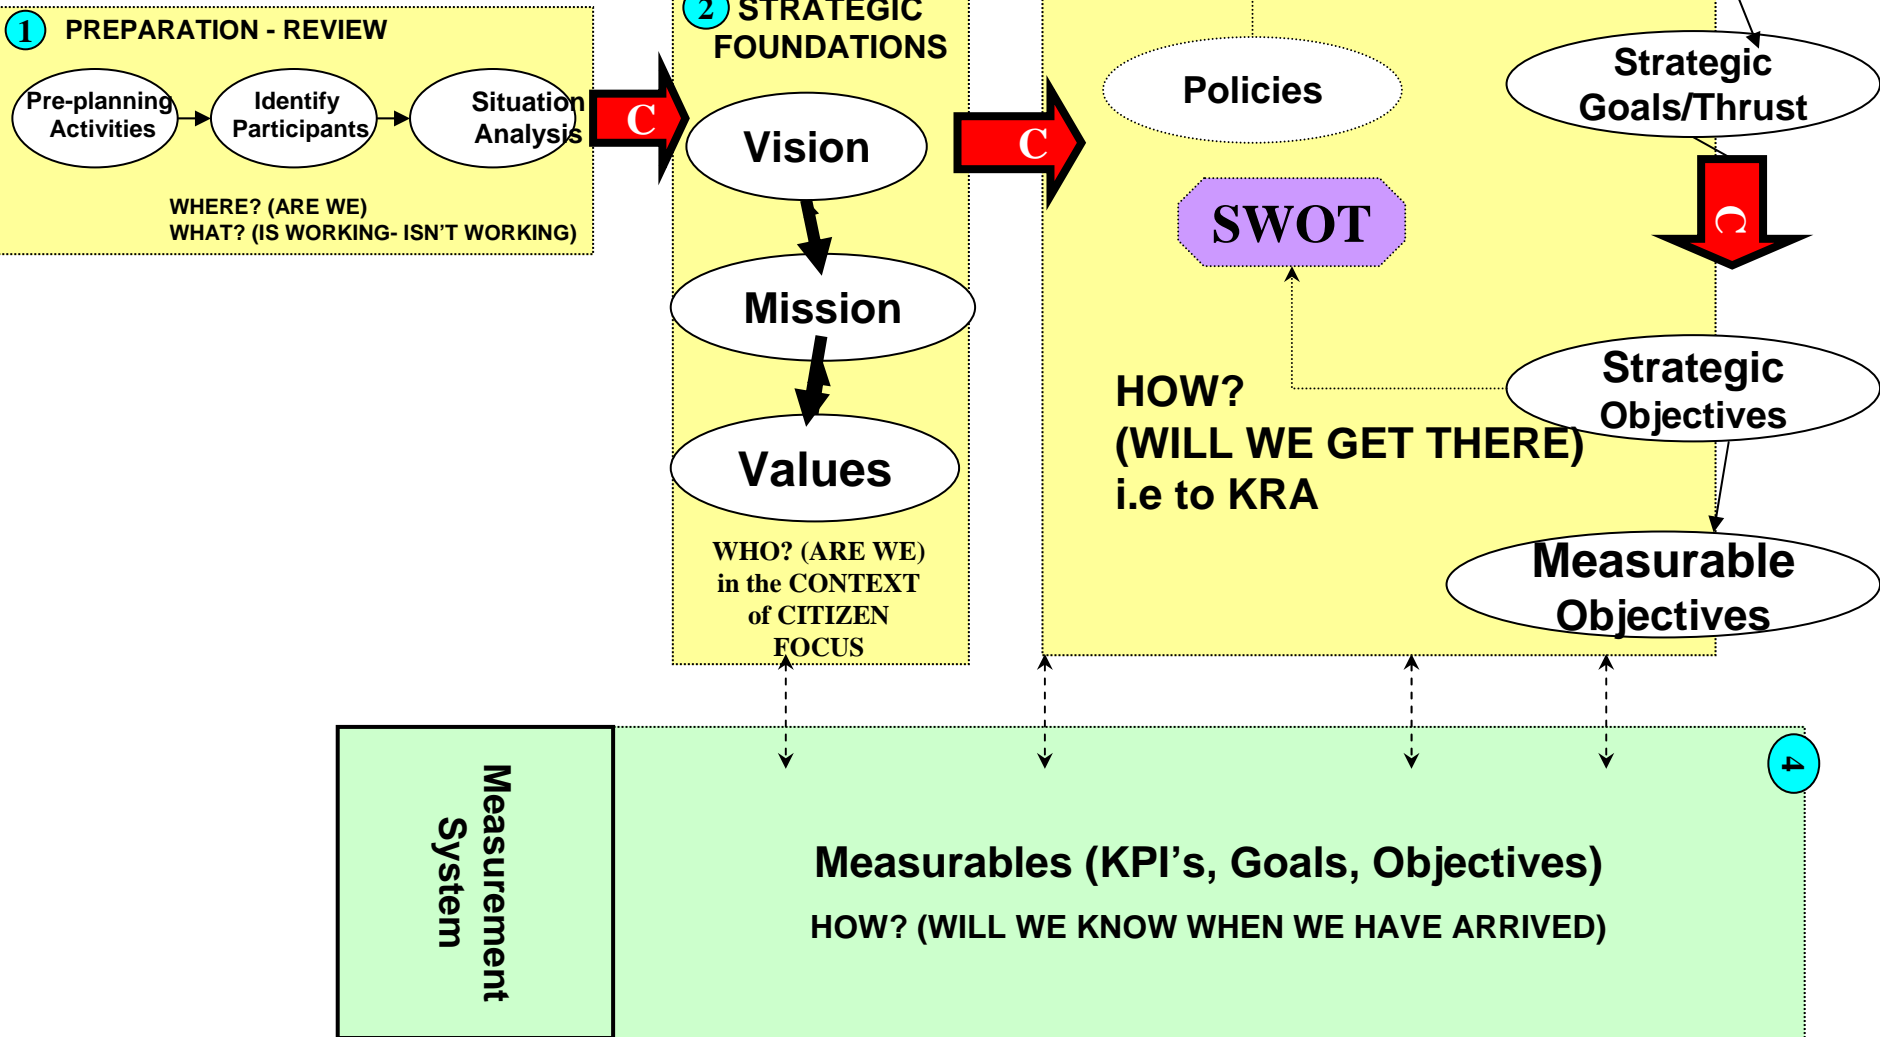 1
PREPARATION - REVIEW
Pre-planning
Activities
Identify
Participants
Situation
Analysis
WHERE? (ARE WE)
WHAT? (IS WORKING- ISN'T WORKING)
C
2
STRATEGIC
FOUNDATIONS
Vision
Mission
Values
WHO? (ARE WE)
in the CONTEXT
of CITIZEN
FOCUS
C
Policies
SWOT
HOW?
(WILL WE GET THERE)
i.e to KRA
Strategic
Goals/Thrust
C
Strategic
Objectives
Measurable
Objectives
Measurement
System
4
Measurables (KPI’s, Goals, Objectives)
HOW? (WILL WE KNOW WHEN WE HAVE ARRIVED)